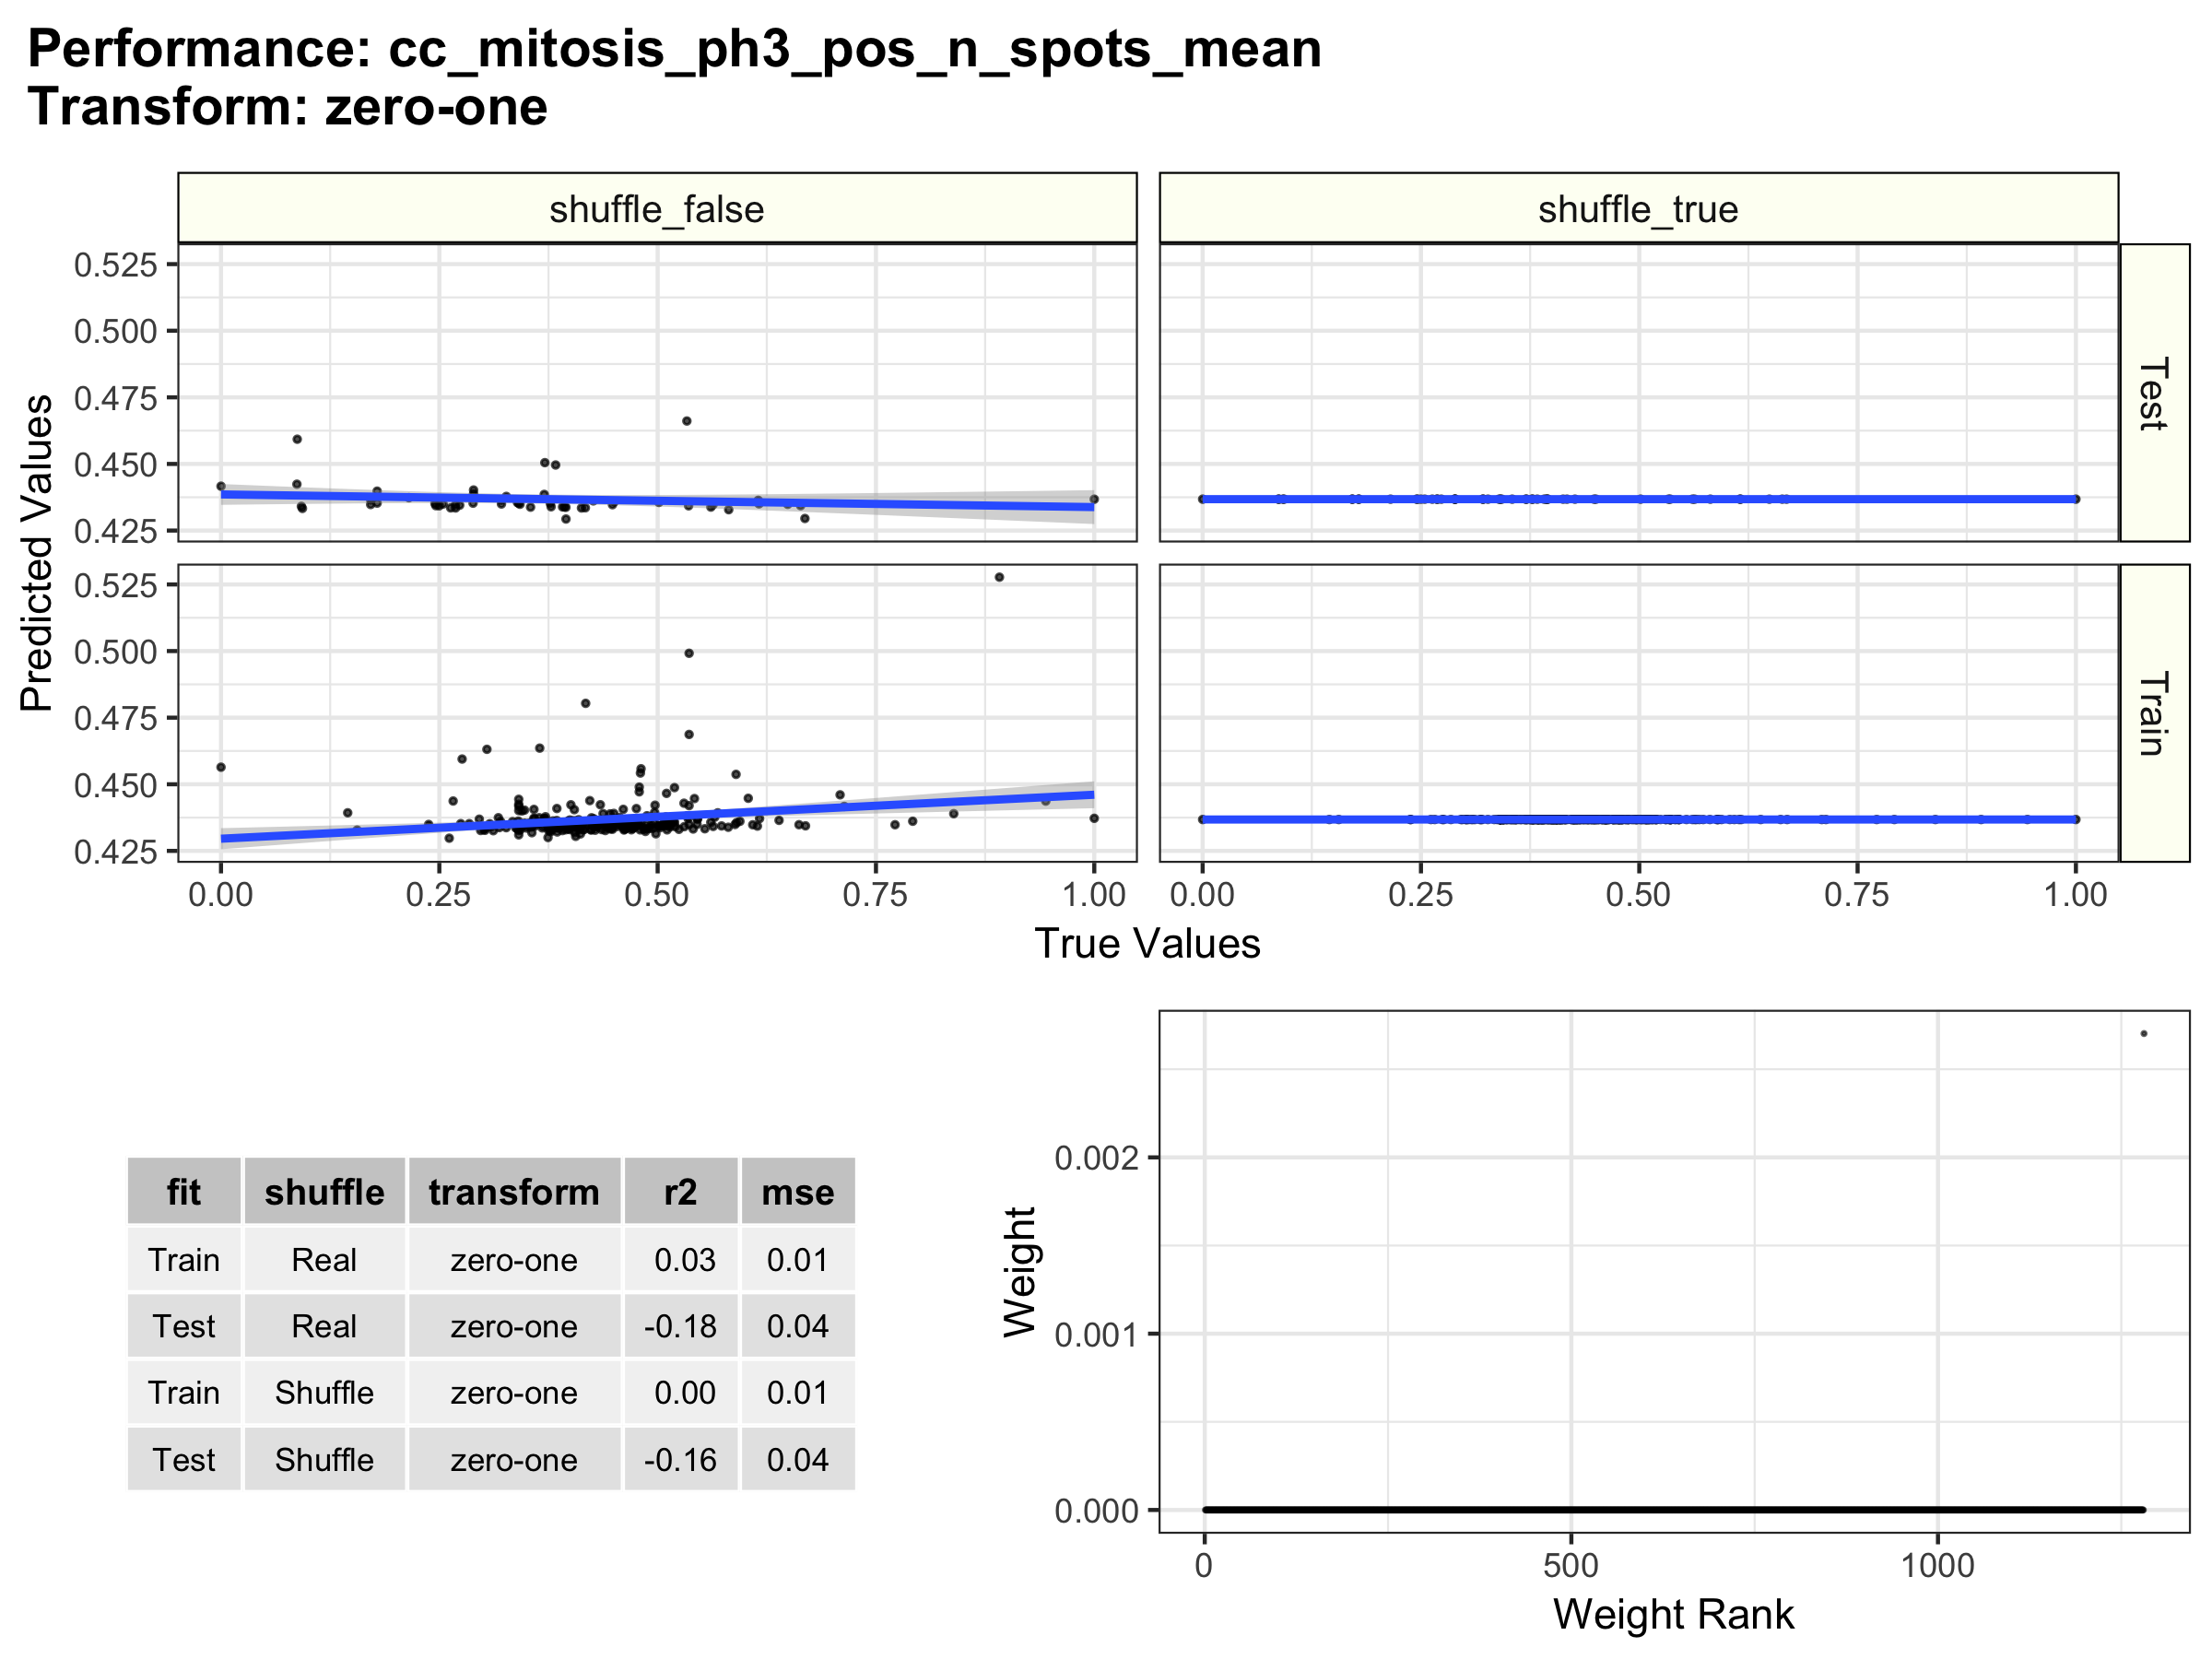 Performance: cc_mitosis_ph3_pos_n_spots_mean
Transform: zero-one
shuffle_false
shuffle_true
0.525
0.500
0.475
0.450
0.425
Test
0.525
0.500
0.475
0.450
0.425
Train
Predicted Values
0.00 0.25 0.50 0.75 1.00
0.00 0.25 0.50 0.75 1.00
True Values
fit shuffle transform r2 mse
Train Real zero-one 0.03 0.01
Test Real zero-one -0.18 0.04
Train Shuffle zero-one 0.00 0.01
Test Shuffle zero-one -0.16 0.04
Weight
0.002
0.001
0.000
0 500 1000
Weight Rank